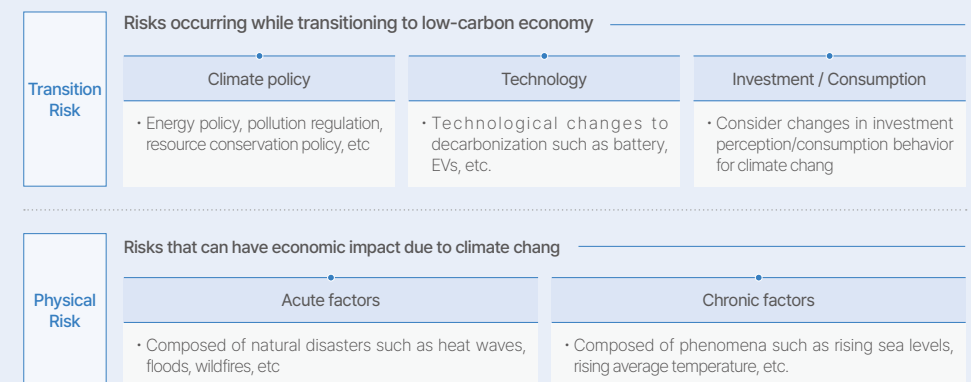 Risks occurring while transitioning to low-carbon economy
Transition
Risk
Climate policy
· Energy policy, pollution regulation,
resource conservation policy, etc
Technology
· Technological changes to
decarbonization such as battery,
EVs, etc.
Investment / Consumption
· Consider changes in investment
perception/consumption behavior
for climate chang
Risks that can have economic impact due to climate chang
Physical
Risk
Acute factors
· Composed of natural disasters such as heat waves,
floods, wildfires, etc
Chronic factors
· Composed of phenomena such as rising sea levels,
rising average temperature, etc.